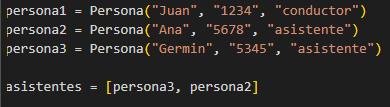 persona1 = Persona("Juan", "1234", "conductor")
persona2 = Persona("Ana", "5678", "asistente")
persona3 = Persona("Germin", "5345", "asistente")
asistentes = [persona3, persona2]